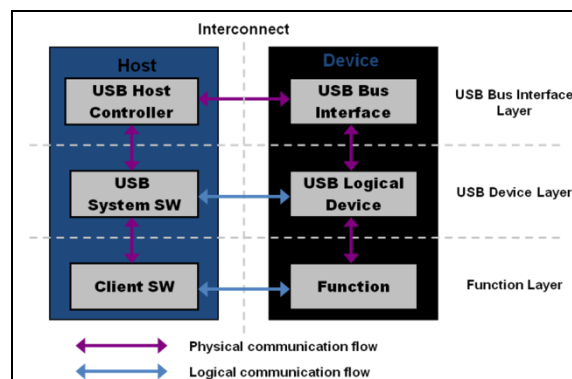 Interconnect
Host
Device
USB Host
Controller
USB Bus
Interface
USB Bus Interface
Layer
USB
System SW
USB Logical
Device
USB Device Layer
Client SW
Function
Function Layer
Physical communication flow
Logical communication flow